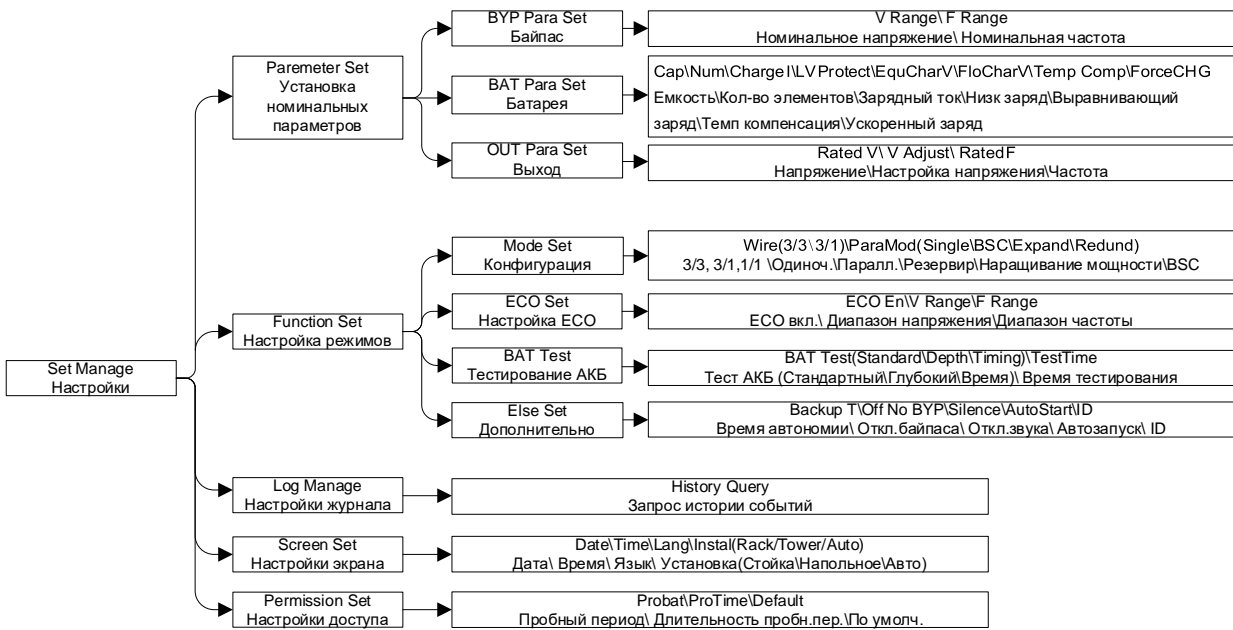 BYP Para Set
Байпас
V Range\ F Range
Номинальное напряжение\ Номинальная частота
Paremeter Set
Установка
номинальных
параметров
BAT Para Set
Батарея
Cap\Num\Charge I\LVProtect\EquCharV\FloCharV\Temp Comp\ForceCHG
Емкость\Кол-во элементов\Зарядный ток\Низк заряд\Выравнивающий
заряд\Темп компенсация\Ускоренный заряд
OUT Para Set
Выход
Rated V\ V Adjust\ RatedF
Напряжение\Настройка напряжения\Частота
Mode Set
Конфигурация
Wire(3/3\3/1)\ParaMod(Single\BSC\Expand\Redund)
3/3, 3/1,1/1 \Одиноч.\Паралл.\Резервир\Наращивание мощности\BSC
Function Set
Настройка режимов
ECO Set
Настройка ECO
ECO En\V Range\F Range
ECO вкл.\ Диапазон напряжения\Диапазон частоты
Set Manage
Настройки
BAT Test
Тестирование АКБ
BAT Test(Standard\Depth\Timing)\TestTime
Тест АКБ (Стандартный\Глубокий\Время)\ Время тестирования
Else Set
Дополнительно
Backup T\Off No BYP\Silence\AutoStart\ID
Время автономии\ Откл.байпаса\ Откл.звука\ Автозапуск\ ID
Log Manage
Настройки журнала
History Query
Запрос истории событий
Screen Set
Настройки экрана
Date\Time\Lang\Instal(Rack/Tower/Auto)
Дата\ Время\ Язык\ Установка(Стойка\Напольное\Авто)
Permission Set
Настройки доступа
Probat\ProTime\Default
Пробный период\ Длительность пробн.пер.\По умолч.